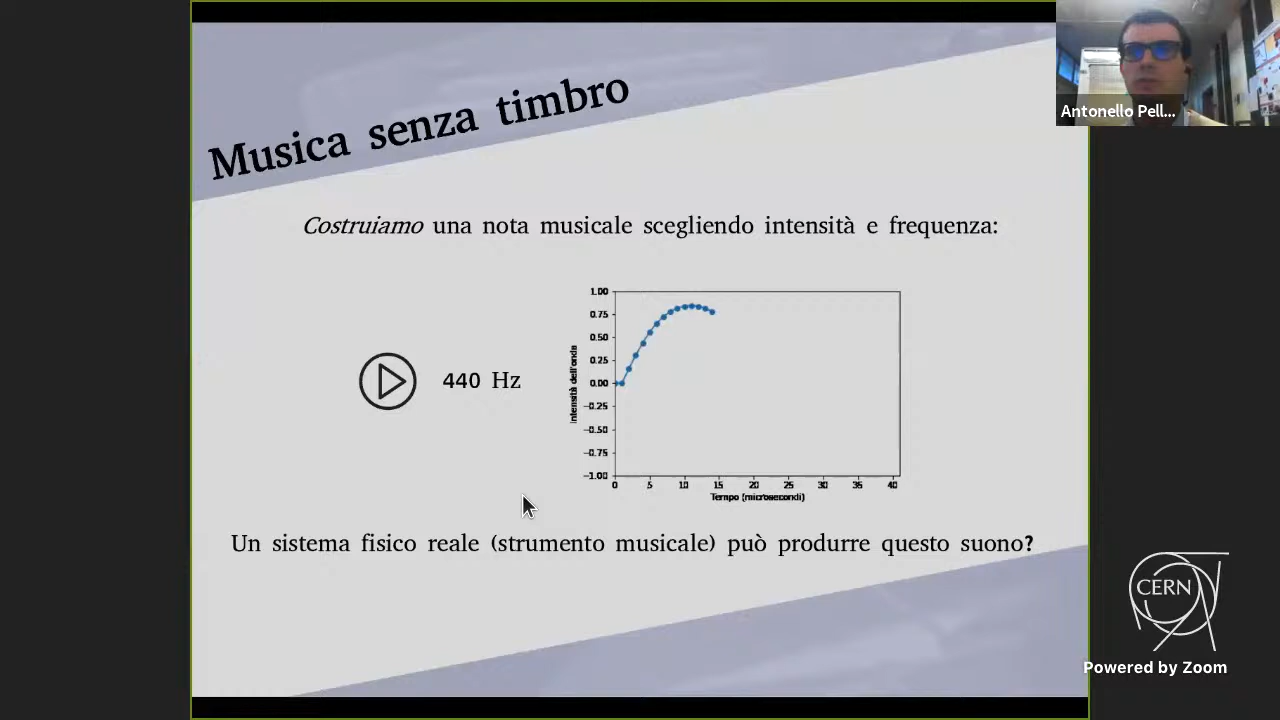 Musica senza timbro
Antonello Pell...
Costruiamo una nota musicale scegliendo intensità e frequenza:
440 Hz
1.00
0.75
0.50
0.25
0.00
−0.25
−0.50
−0.75
−1.00
Intensità dell'onda
0 5 10 15 20 25 30 35 40
Tempo (microsecondi)
Un sistema fisico reale (strumento musicale) può produrre questo suono?
CERN
Powered by Zoom